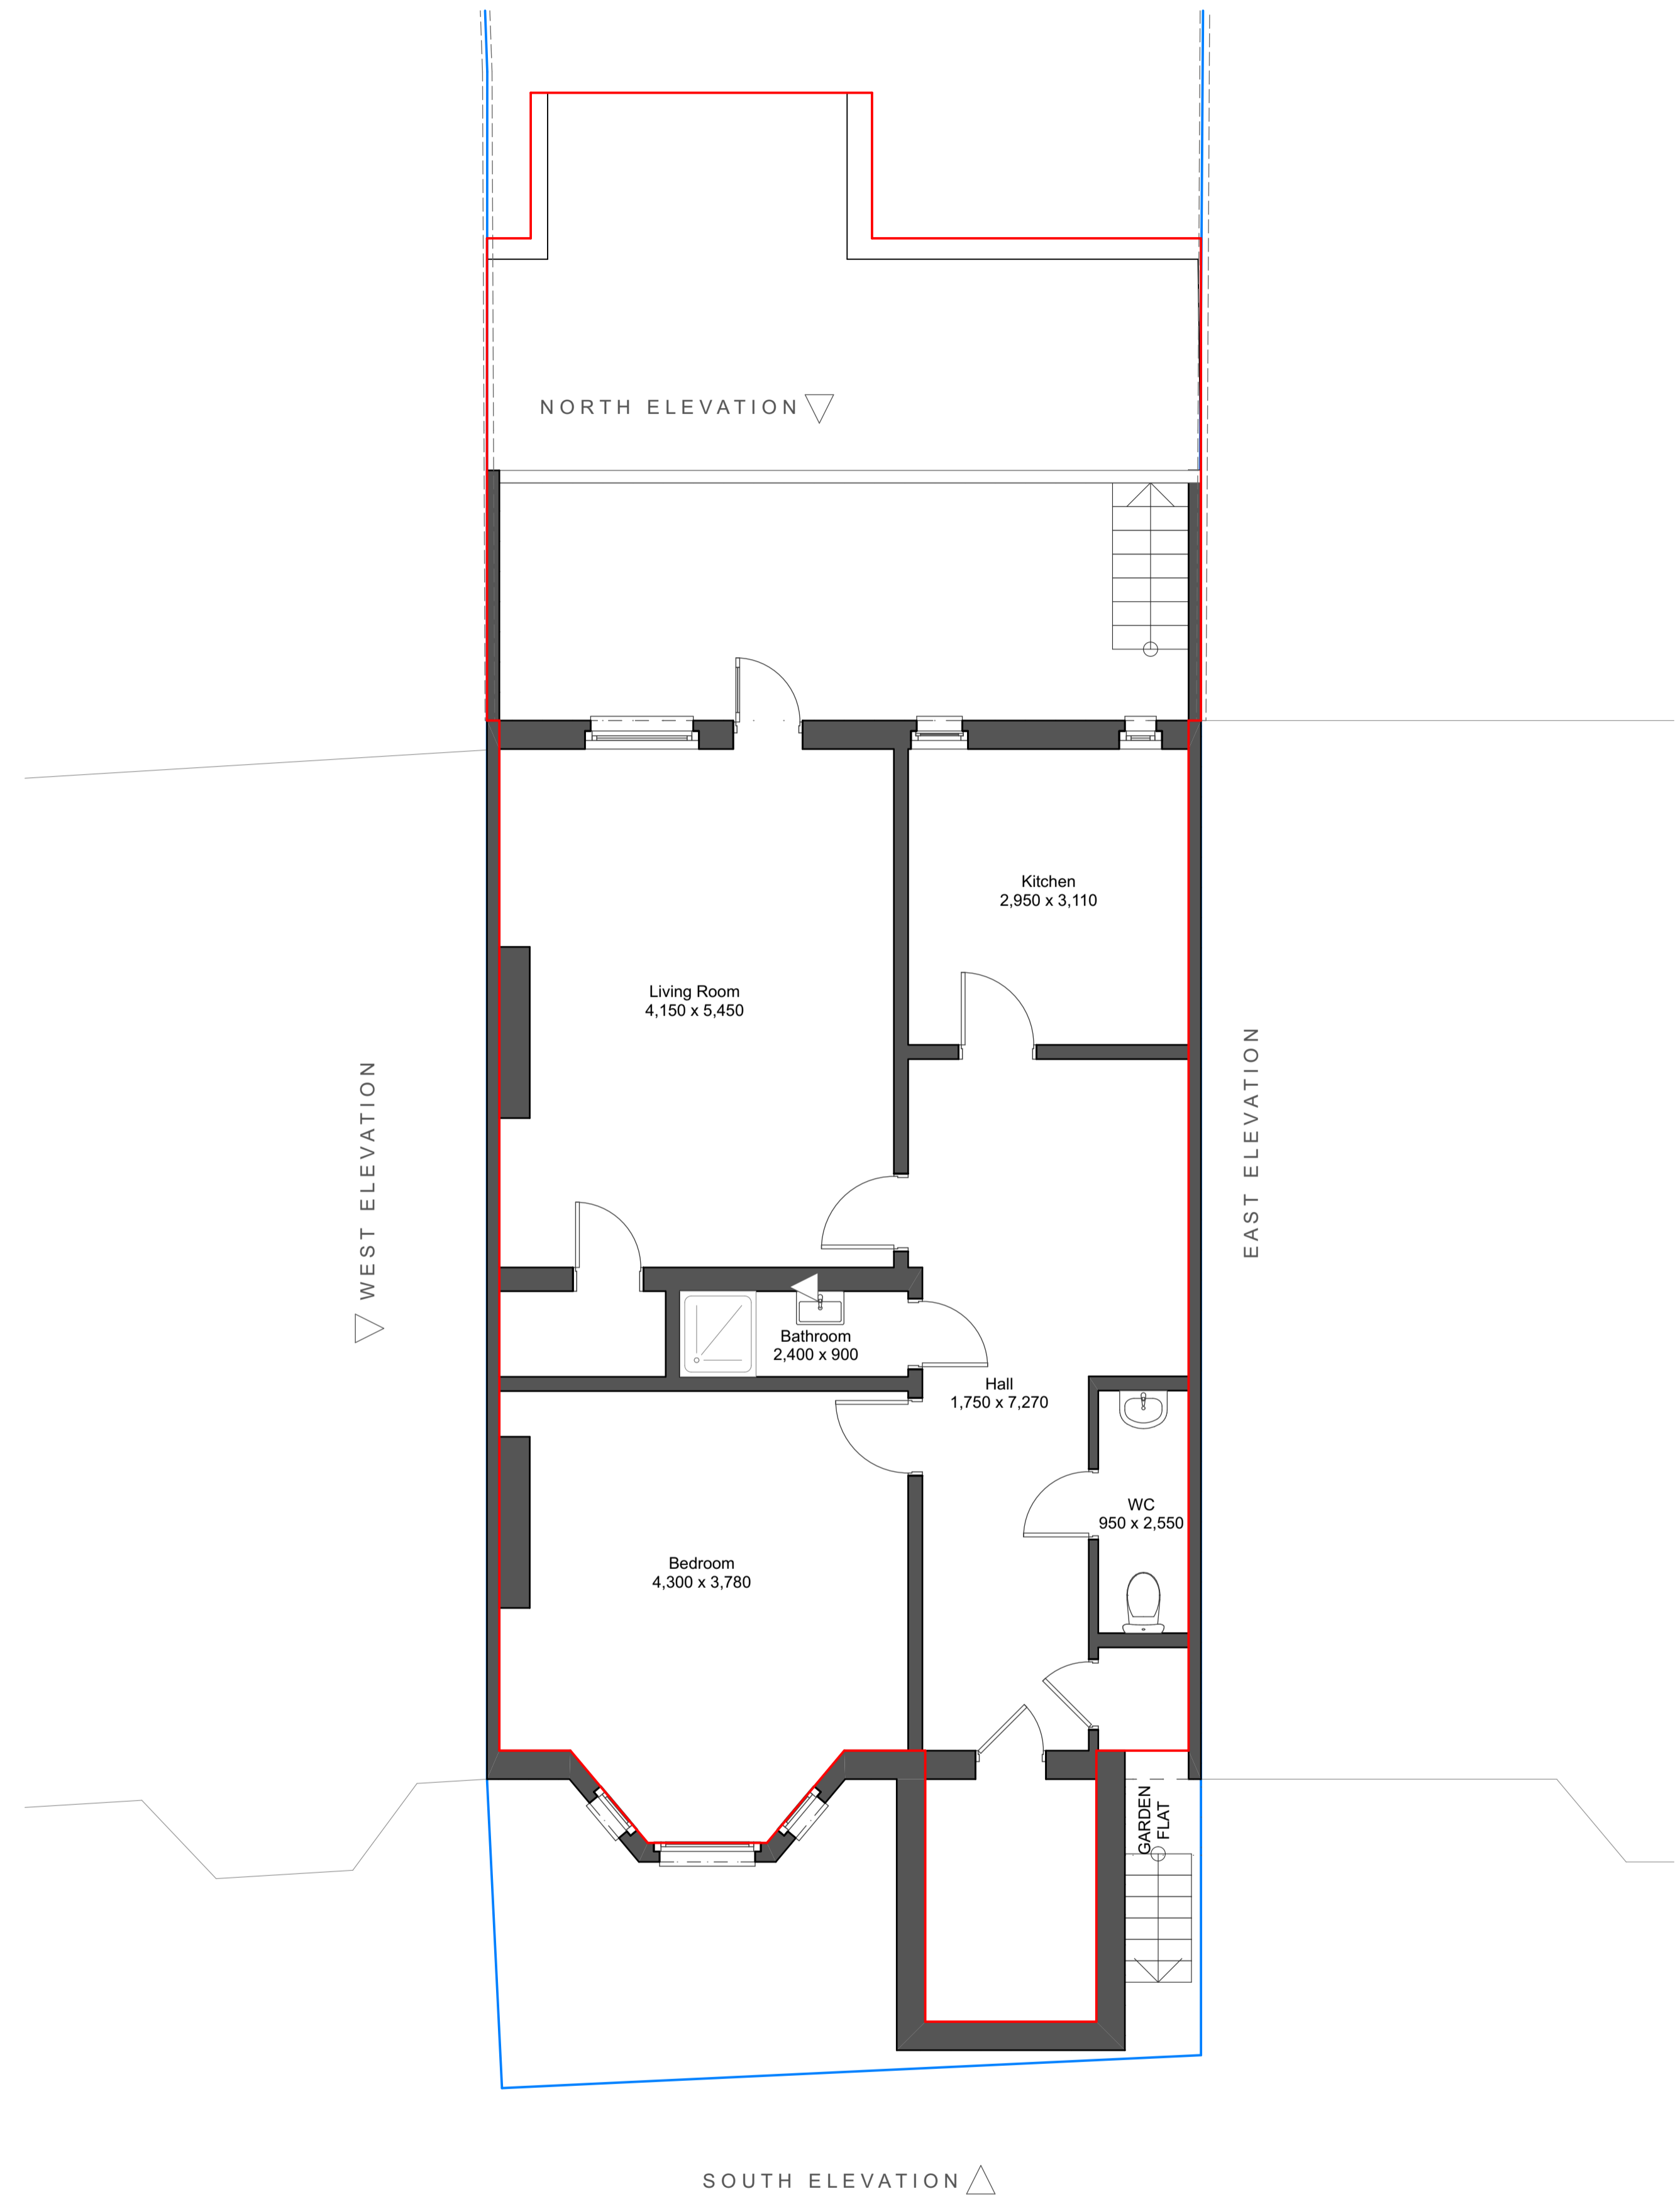 NORTH ELEVATION
Kitchen
2,950 x 3,110
Living Room
4,150 x 5,450
WEST ELEVATION
EAST ELEVATION
Bathroom
2,400 x 900
Hall
1,750 x 7,270
WC
950 x 2,550
Bedroom
4,300 x 3,780
GARDEN
FLAT
SOUTH ELEVATION